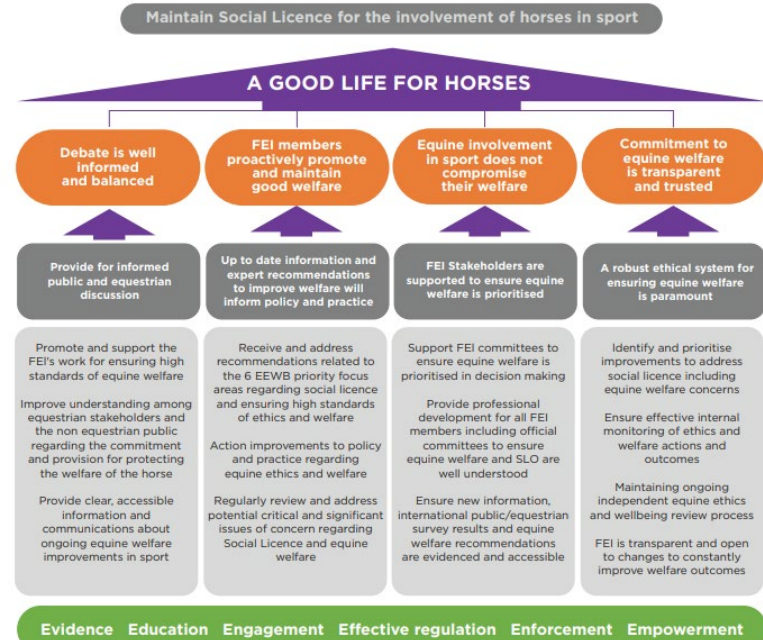 Maintain Social Licence for the involvement of horses in sport
A GOOD LIFE FOR HORSES
Debate is well
informed
and balanced
FEI members
proactively promote
and maintain
good welfare
Equine involvement
in sport does not
compromise
their welfare
Commitment to
equine welfare
is transparent
and trusted
Provide for informed
public and equestrian
discussion
Up to date information and
expert recommendations
to improve welfare will
inform policy and practice
FEI Stakeholders are
supported to ensure equine
welfare is prioritised
A robust ethical system for
ensuring equine welfare
is paramount
Promote and support the
FEI's work for ensuring high
standards of equine welfare
Improve understanding among
equestrian stakeholders and
the non equestrian public
regarding the commitment
and provision for protecting
the welfare of the horse
Provide clear, accessible
information and
communications about
ongoing equine welfare
improvements in sport
Receive and address
recommendations related to
the 6 EEWB priority focus
areas regarding social licence
and ensuring high standards
of ethics and welfare
Action improvements to policy
and practice regarding
equine ethics and welfare
Regularly review and address
potential critical and significant
issues of concern regarding
Social Licence and equine
welfare
Support FEI committees to
ensure equine welfare is
prioritised in decision making
Provide professional
development for all FEI
members including official
committees to ensure
equine welfare and SLO are
well understood
Ensure new information,
international public/equestrian
survey results and equine
welfare recommendations
are evidenced and accessible
Identify and prioritise
improvements to address
social licence including
equine welfare concerns
Ensure effective internal
monitoring of ethics and
welfare actions and
outcomes
Maintaining ongoing
independent equine ethics
and wellbeing review process
FEI is transparent and open
to changes to constantly
improve welfare outcomes
Evidence Education Engagement Effective regulation Enforcement Empowerment